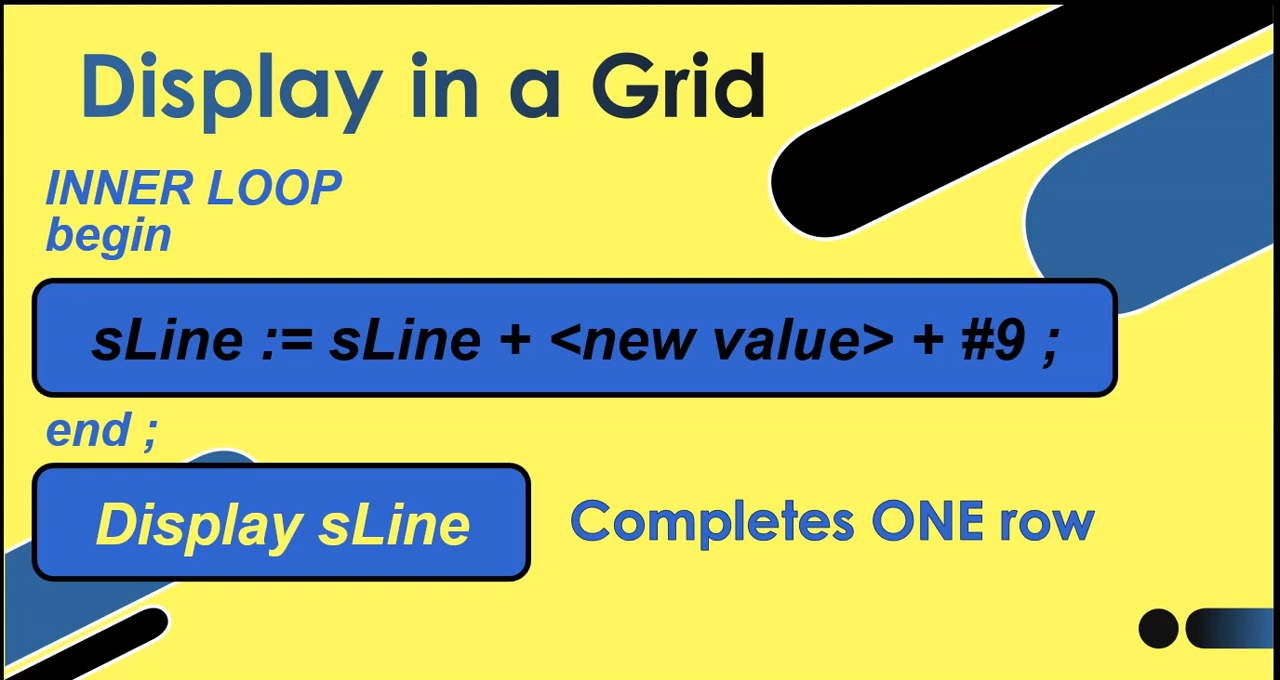 Display in a Grid
INNER LOOP
begin
sLine := sLine + <new value> + #9 ;
end ;
Display sLine
Completes ONE row